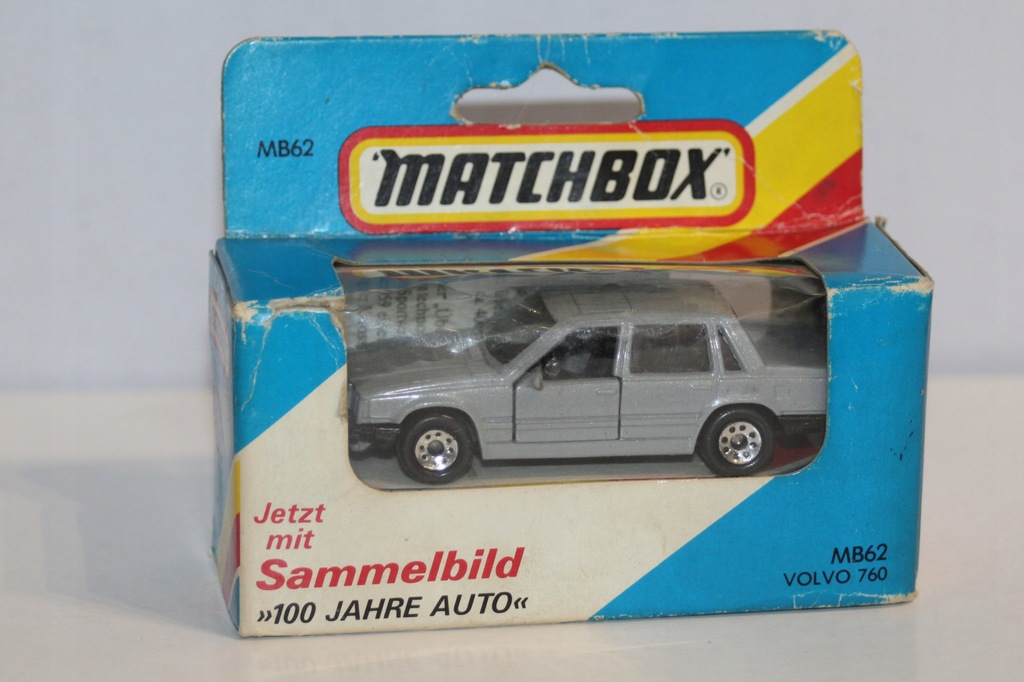 MB62
'MATCHBOX'®
Jetzt
mit
Sammelbild
»100 JAHRE AUTO«
MB62
VOLVO 760